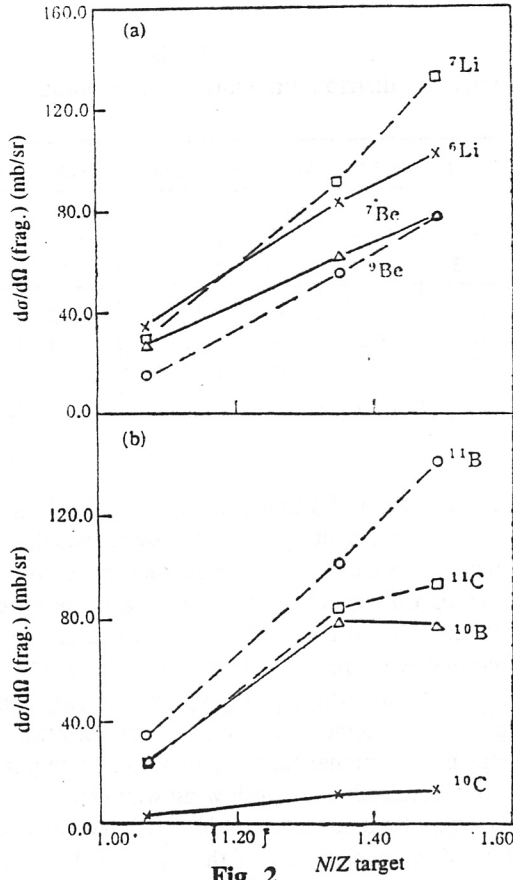 160.0
(a)
⁷Li
120.0
⁶Li
80.0
⁷Be
⁹Be
40.0
0.0
dσ/dΩ (frag.) (mb/sr)
(b)
¹¹B
120.0
¹¹C
80.0
¹⁰B
40.0
¹⁰C
0.0
dσ/dΩ (frag.) (mb/sr)
1.00
1.20
1.40
1.60
N/Z target
Fig. 2